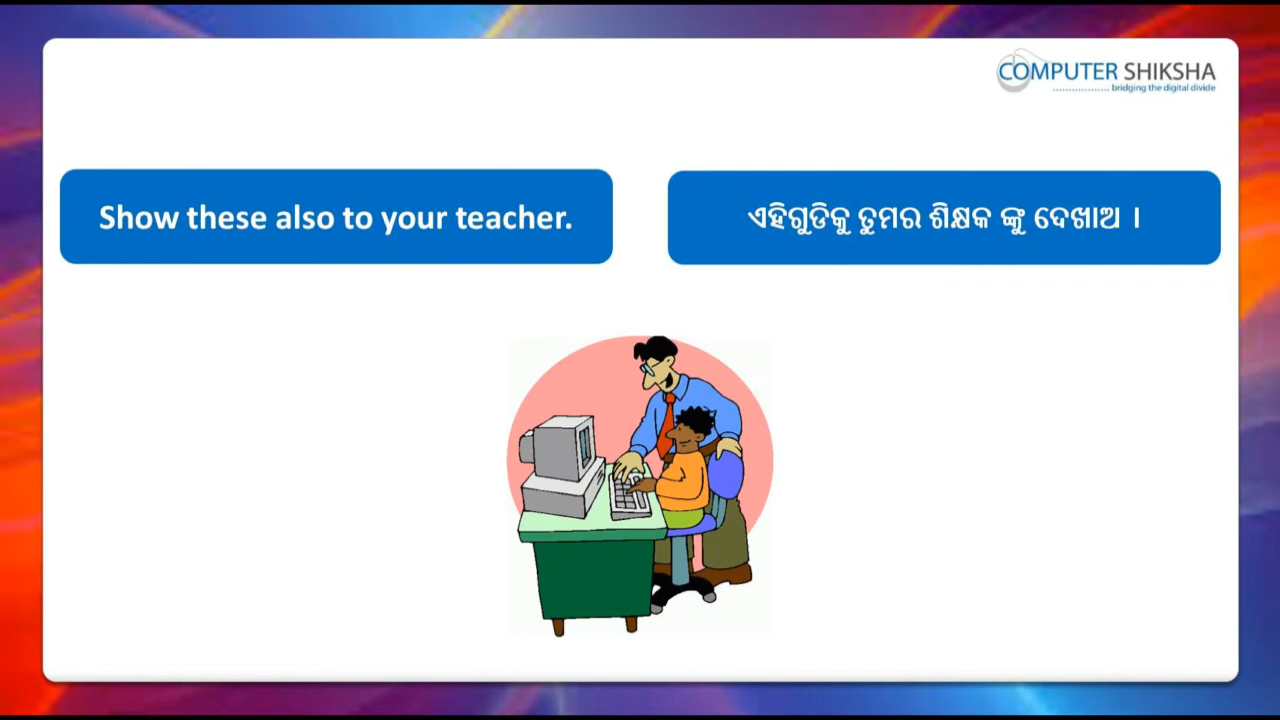 COMPUTER SHIKSHA
bridging the digital divide
Show these also to your teacher.
ଏହିଗୁଡିକୁ ତୁମର ଶିକ୍ଷକ ଙ୍କୁ ଦେଖାଅ ।